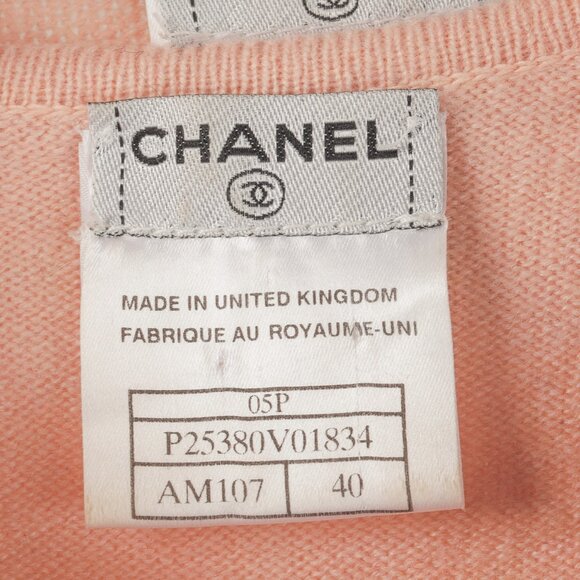 CHANEL
MADE IN UNITED KINGDOM
FABRIQUE AU ROYAUME-UNI
05P
P25380V01834
AM107 40